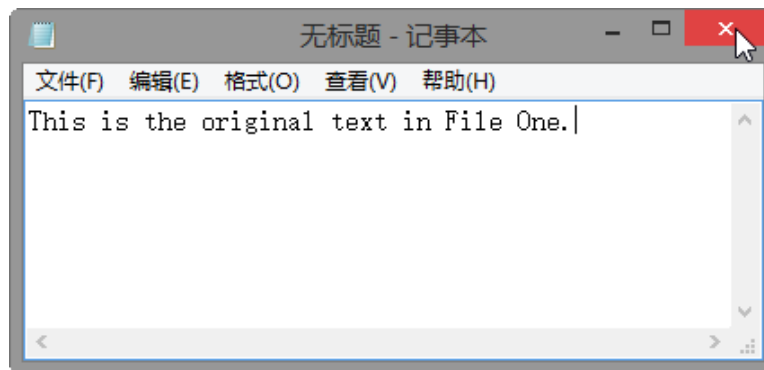 无标题 - 记事本
文件(F) 编辑(E) 格式(O) 查看(V) 帮助(H)
This is the original text in File One.